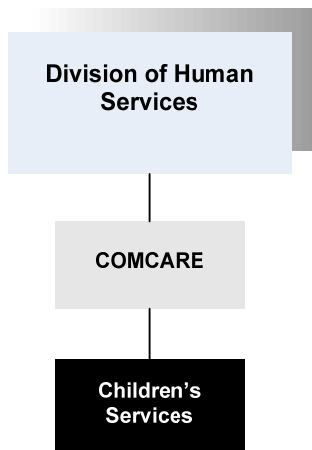 Division of Human
Services
COMCARE
Children’s
Services